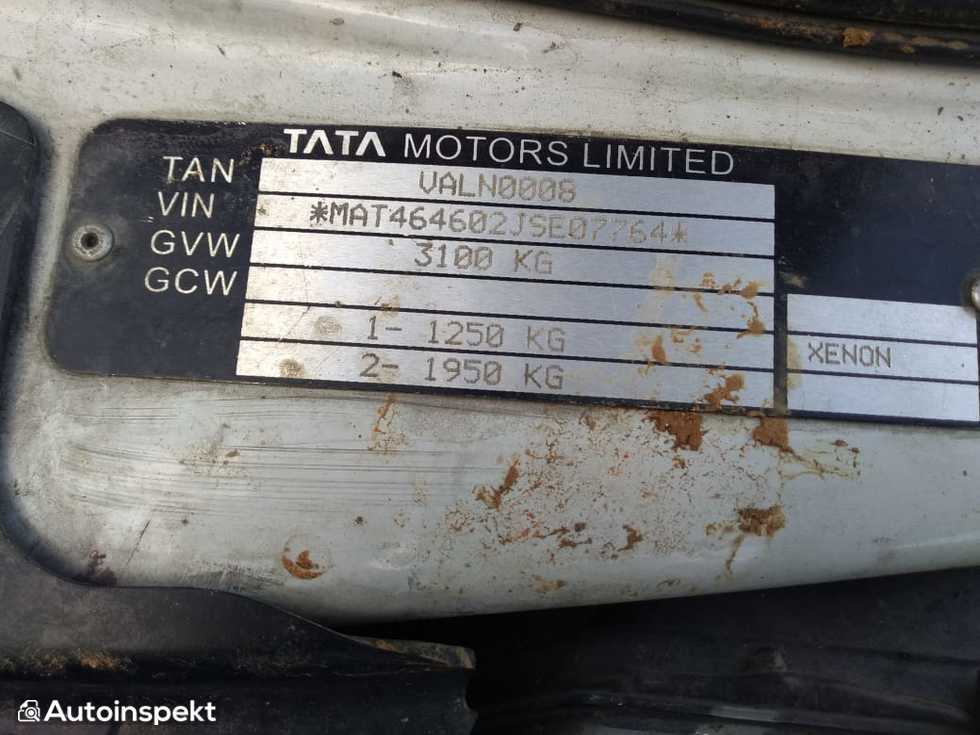 TATA MOTORS LIMITED
TAN VALN0008
VIN *MAT464602JSE07764*
GVW 3100 KG
GCW
1- 1250 KG
2- 1950 KG
XENON
Autoinspekt